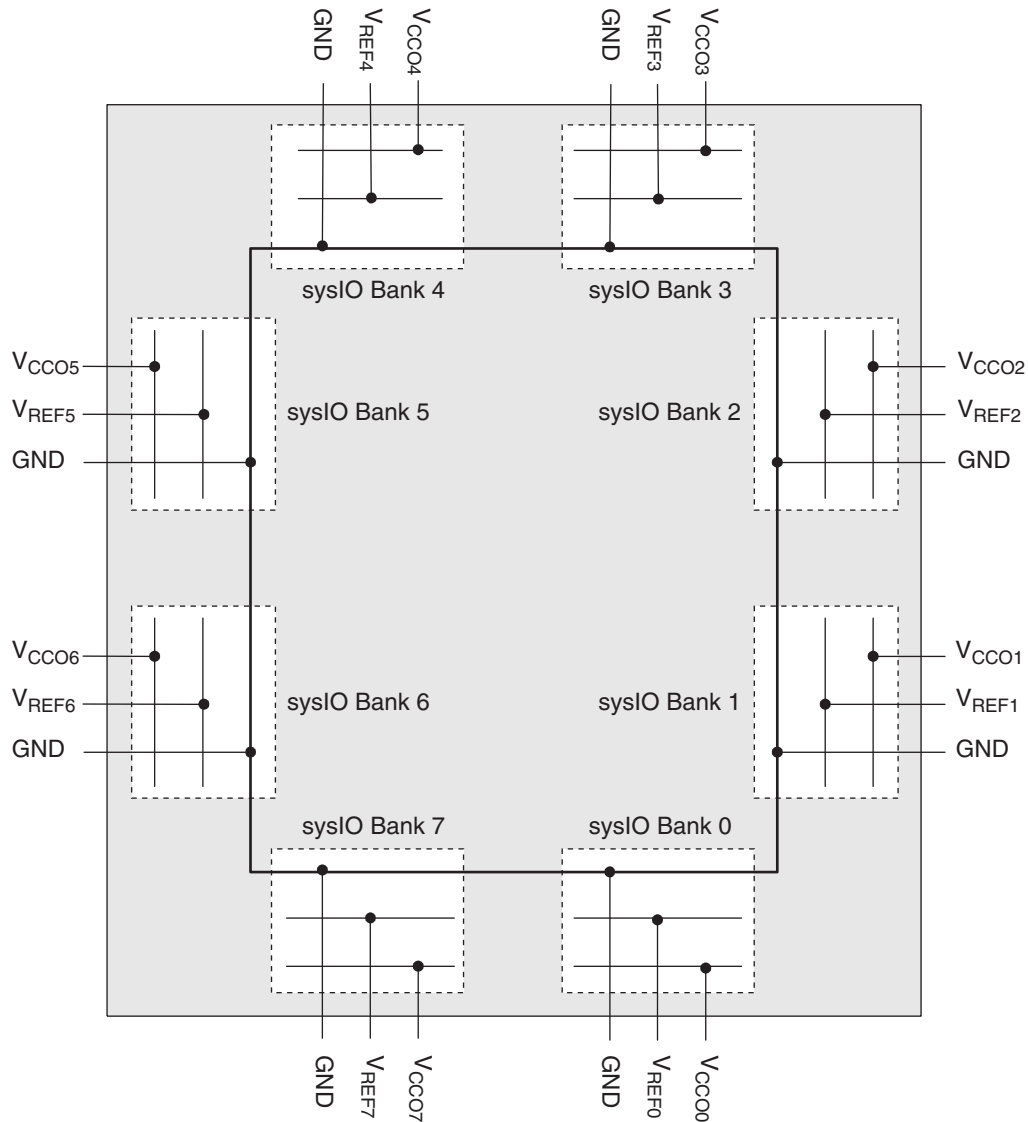 GND
VREF4
VCCO4
GND
VREF3
VCCO3
sysIO Bank 4
sysIO Bank 3
VCCO5
VREF5
GND
sysIO Bank 5
sysIO Bank 2
VCCO2
VREF2
GND
VCCO6
VREF6
GND
sysIO Bank 6
sysIO Bank 1
VCCO1
VREF1
GND
sysIO Bank 7
sysIO Bank 0
GND
VREF7
VCCO7
GND
VREF0
VCCO0